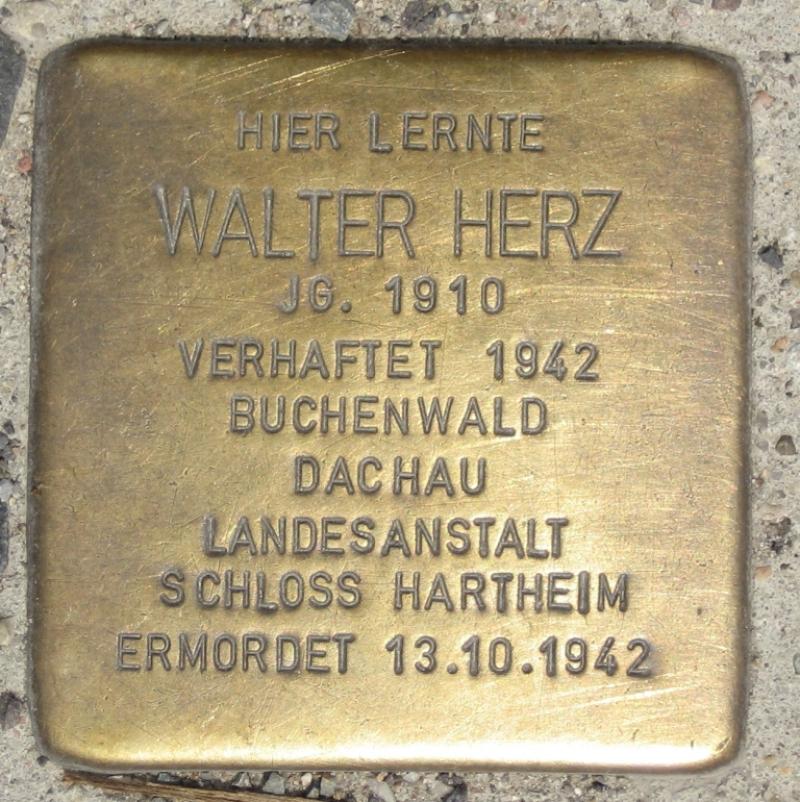 HIER LERNTE
WALTER HERZ
JG. 1910
VERHAFTET 1942
BUCHENWALD
DACHAU
LANDESANSTALT
SCHLOSS HARTHEIM
ERMORDET 13.10.1942